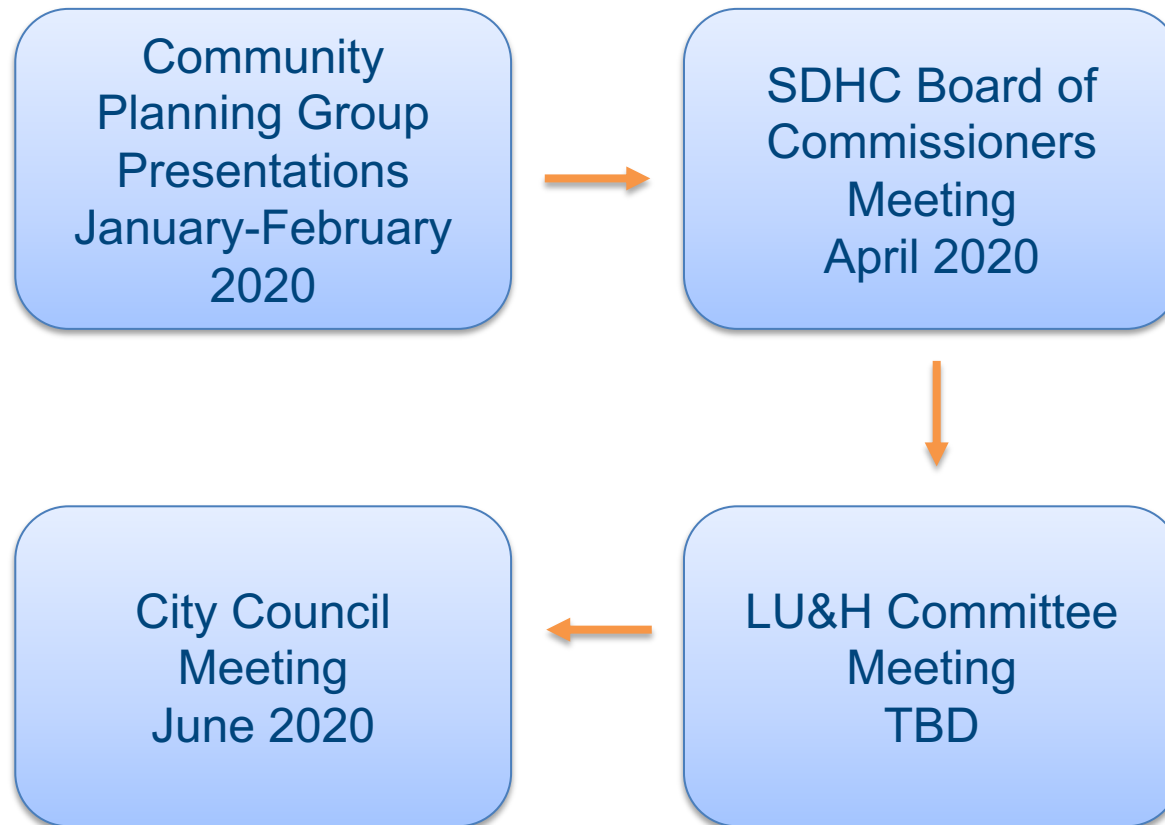 Community
Planning Group
Presentations
January-February
2020
SDHC Board of
Commissioners
Meeting
April 2020
LU&H Committee
Meeting
TBD
City Council
Meeting
June 2020